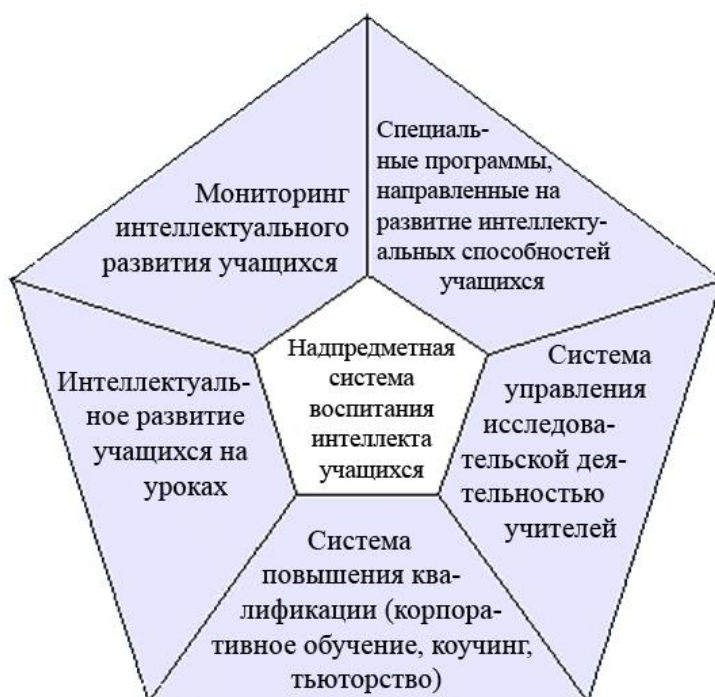 Мониторинг
интеллектуального
развития учащихся
Специаль-
ные программы,
направленные на
развитие интеллекту-
альных способностей
учащихся
Надпредметная
система
воспитания
интеллекта
учащихся
Интеллектуаль-
ное развитие
учащихся на
уроках
Система
управления
исследова-
тельской дея-
тельностью
учителей
Система
повышения ква-
лификации (корпора-
тивное обучение, коучинг,
тьюторство)